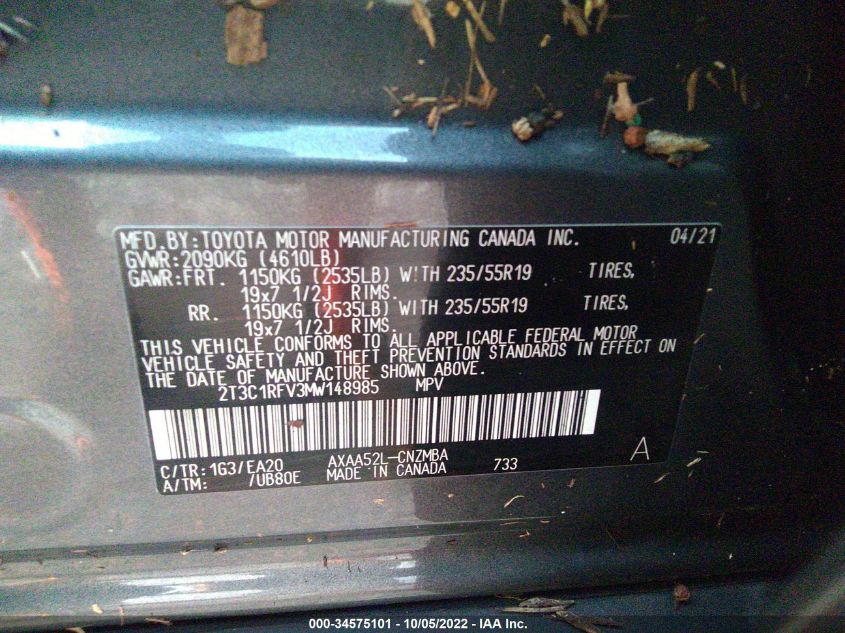 MFD.BY:TOYOTA MOTOR MANUFACTURING CANADA INC. 04/21
GVWR:2090KG (4610LB)
GAWR:FRT. 1150KG (2535LB) WITH 235/55R19 TIRES,
19x7 1/2J RIMS.
RR. 1150KG (2535LB) WITH 235/55R19 TIRES,
19x7 1/2J RIMS.
THIS VEHICLE CONFORMS TO ALL APPLICABLE FEDERAL MOTOR
VEHICLE SAFETY AND THEFT PREVENTION STANDARDS IN EFFECT ON
THE DATE OF MANUFACTURE SHOWN ABOVE.
2T3C1RFV3MW148985 MPV
C/TR: 1G3/EA20 AXAA52L-CNZMBA 733 A
A/TM: /UB80E MADE IN CANADA
000-34575101 - 10/05/2022 - IAA Inc.